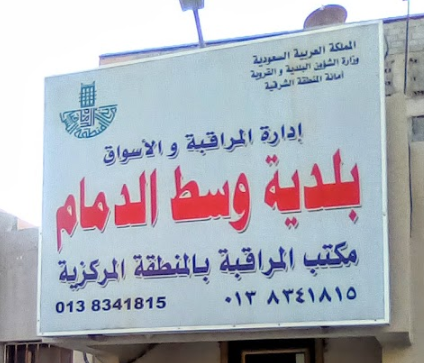 المملكة العربية السعودية
وزارة الشؤون البلدية و القروية
أمانة المنطقة الشرقية
إدارة المراقبة و الأسواق
بلدية وسط الدمام
مكتب المراقبة بالمنطقة المركزية
013 8341815 ٠١٣ ٨٣٤١٨١٥